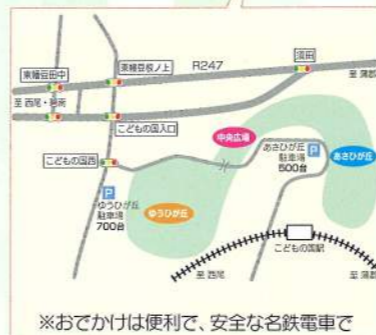 須田
東幡豆桜ノ上
R247
東幡豆田中
至 蒲郡
至 西尾・
こどもの国入口
中央広場
あさひが丘
駐車場
500台
P
あさひが丘
こどもの国西
P
ゆうひが丘
駐車場
700台
ゆうひが丘
こどもの国駅
至 西尾
至 蒲郡
※おでかけは便利で、安全な名鉄電車で